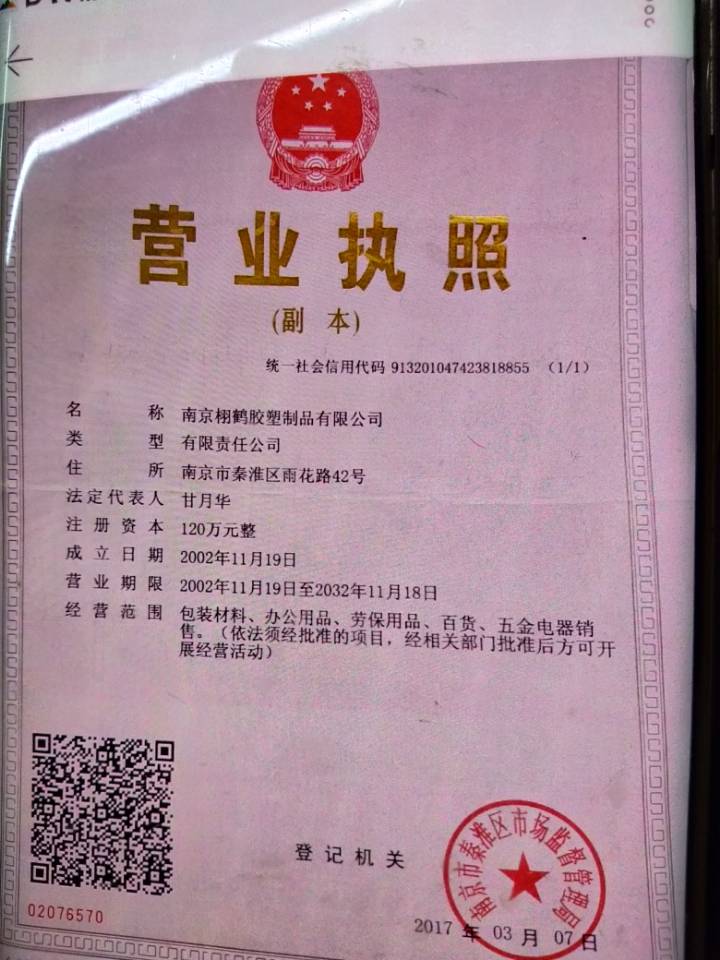 营业执照
(副 本)
统一社会信用代码 913201047423818855 (1/1)
名 称 南京栩鹤胶塑制品有限公司
类 型 有限责任公司
住 所 南京市秦淮区雨花路42号
法定代表人 甘月华
注册资本 120万元整
成立日期 2002年11月19日
营业期限 2002年11月19日至2032年11月18日
经营范围 包装材料、办公用品、劳保用品、百货、五金电器销
售。（依法须经批准的项目，经相关部门批准后方可开
展经营活动）
登记机关
南京市秦淮区市场监督管理局
02076570
2017 年 03 月 07 日